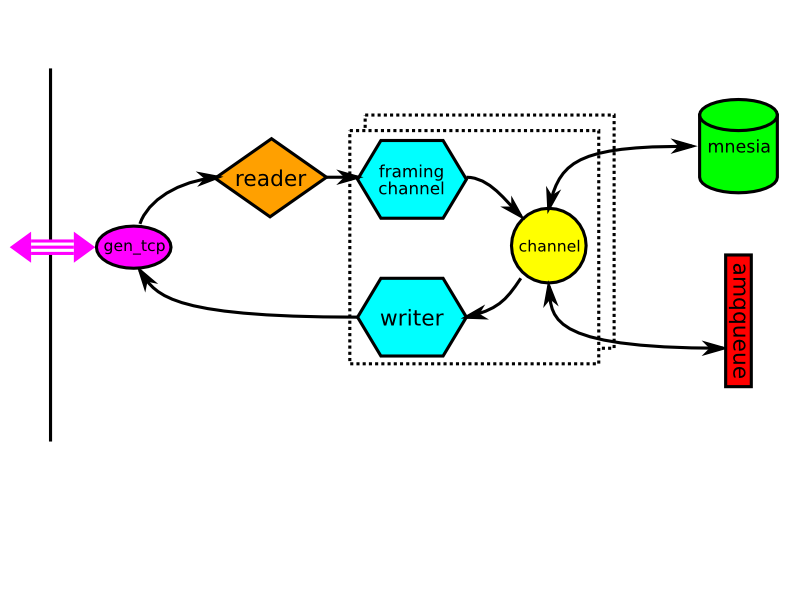 mnesia
framing
channel
reader
gen_tcp
channel
writer
amqqueue